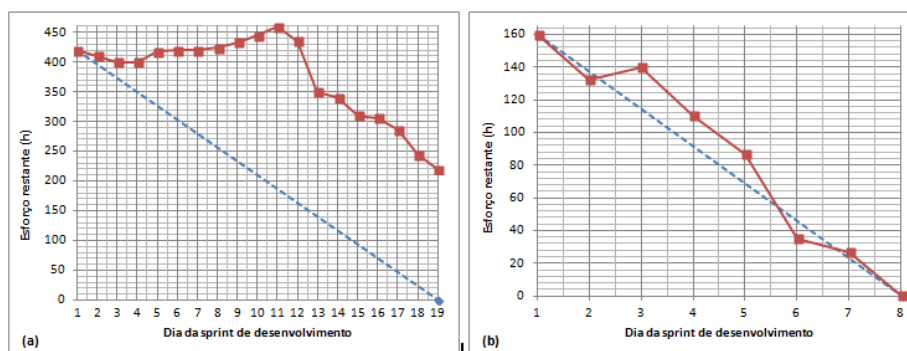 450
400
350
300
250
200
150
100
50
0
Esforço restante (h)
1 2 3 4 5 6 7 8 9 10 11 12 13 14 15 16 17 18 19
Dia da sprint de desenvolvimento
(a)
160
140
120
100
80
60
40
20
0
Esforço restante (h)
1 2 3 4 5 6 7 8
Dia da sprint de desenvolvimento
(b)